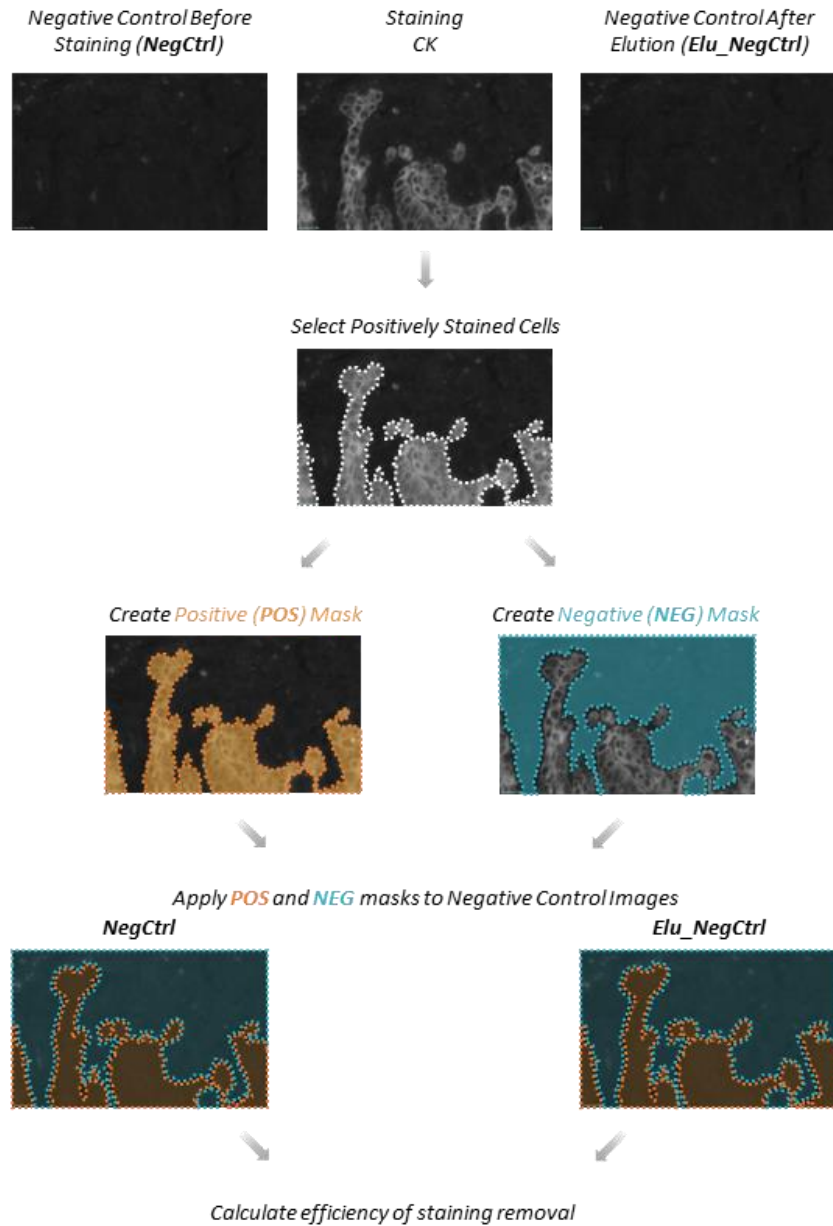 Negative Control Before
Staining (NegCtrl)
Staining
CK
Negative Control After
Elution (Elu_NegCtrl)
Select Positively Stained Cells
Create Positive (POS) Mask
Create Negative (NEG) Mask
Apply POS and NEG masks to Negative Control Images
NegCtrl
Elu_NegCtrl
Calculate efficiency of staining removal